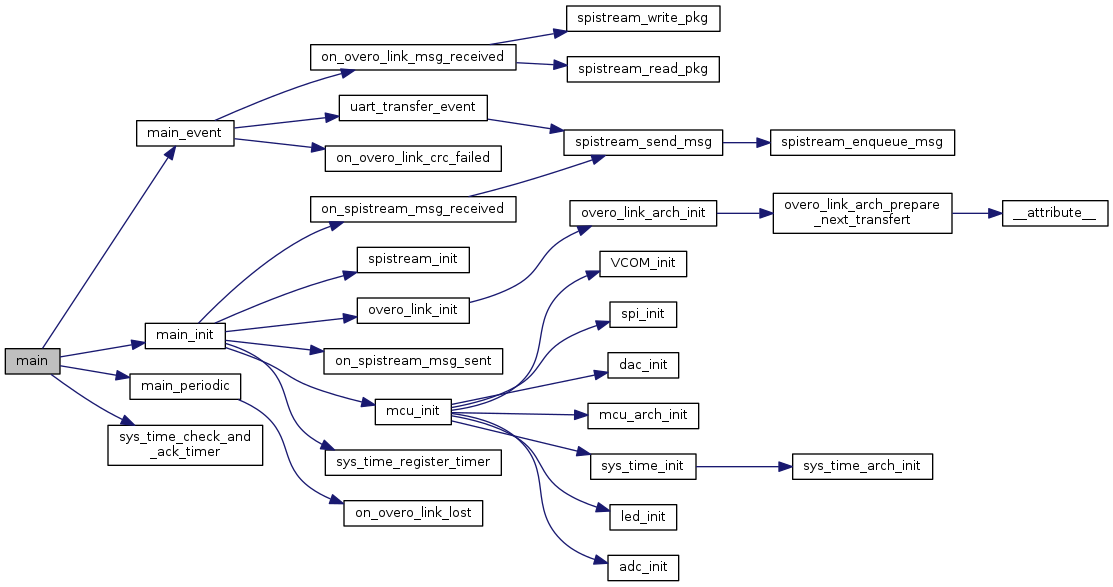 spistream_write_pkg
on_overo_link_msg_received
spistream_read_pkg
uart_transfer_event
main_event
spistream_send_msg
spistream_enqueue_msg
on_overo_link_crc_failed
on_spistream_msg_received
overo_link_arch_init
overo_link_arch_prepare
_next_transfert
__attribute__
spistream_init
VCOM_init
overo_link_init
spi_init
main_init
main
on_spistream_msg_sent
dac_init
main_periodic
mcu_init
mcu_arch_init
sys_time_check_and
_ack_timer
sys_time_register_timer
sys_time_init
sys_time_arch_init
on_overo_link_lost
led_init
adc_init